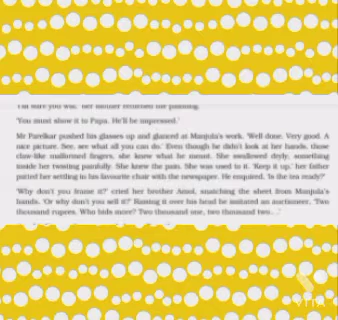 I'm sure you will.' Her mother returned the painting.
'You must show it to Papa. He'll be impressed.'
Mr Parelkar pushed his glasses up and glanced at Manjula's work. 'Well done. Very good. A
nice picture. See, see what all you can do.' Even though he didn't look at her hands, those
claw-like malformed fingers, she knew what he meant. She swallowed dryly, something
inside her twisting painfully. She knew the pain. She was used to it. 'Keep it up,' her father
patted her settling in his favourite chair with the newspaper. He enquired, 'Is the tea ready?'
'Why don't you frame it?' cried her brother Amol, snatching the sheet from Manjula's
hands. 'Or why don't you sell it?' Raising it over his head he imitated an auctioneer, 'Two
thousand rupees. Who bids more? Two thousand one, two thousand two...'
VITA